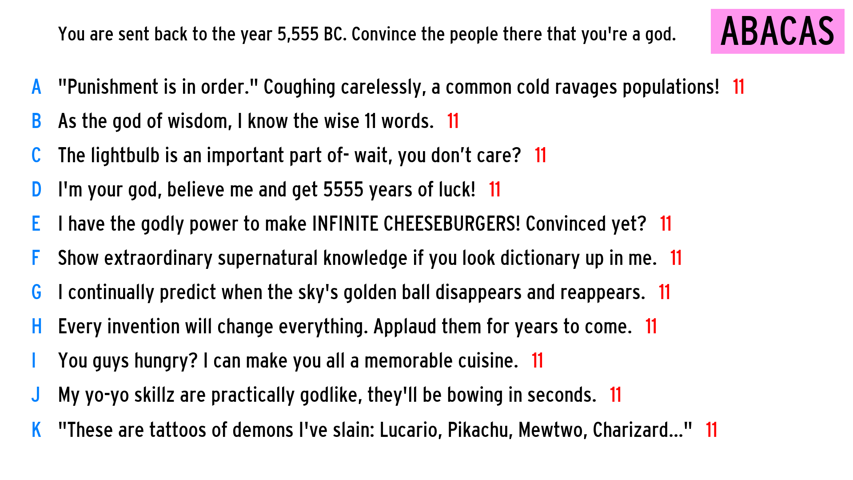 You are sent back to the year 5,555 BC. Convince the people there that you're a god.
ABACAS
A "Punishment is in order." Coughing carelessly, a common cold ravages populations! 11
B As the god of wisdom, I know the wise 11 words. 11
C The lightbulb is an important part of- wait, you don’t care? 11
D I'm your god, believe me and get 5555 years of luck! 11
E I have the godly power to make INFINITE CHEESEBURGERS! Convinced yet? 11
F Show extraordinary supernatural knowledge if you look dictionary up in me. 11
G I continually predict when the sky's golden ball disappears and reappears. 11
H Every invention will change everything. Applaud them for years to come. 11
I You guys hungry? I can make you all a memorable cuisine. 11
J My yo-yo skillz are practically godlike, they'll be bowing in seconds. 11
K "These are tattoos of demons I've slain: Lucario, Pikachu, Mewtwo, Charizard..." 11